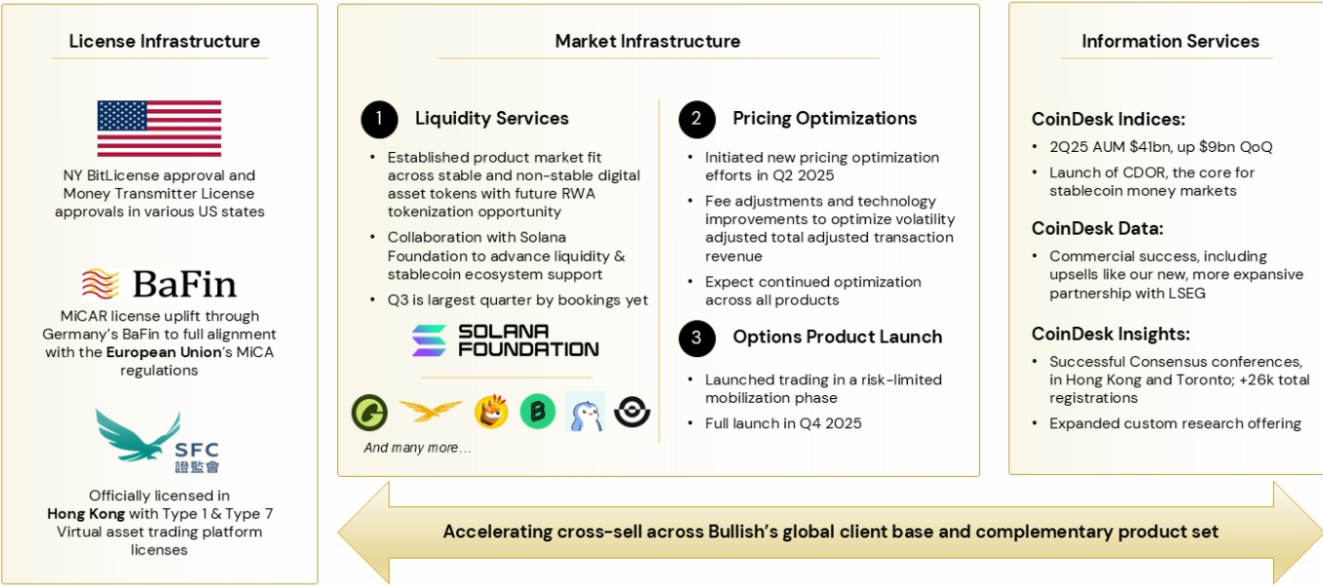 License Infrastructure
NY BitLicense approval and
Money Transmitter License
approvals in various US states
BaFin
MiCAR license uplift through
Germany's BaFin to full alignment
with the European Union's MiCA
regulations
SFC
證監會
Officially licensed in
Hong Kong with Type 1 & Type 7
Virtual asset trading platform
licenses
Market Infrastructure
1 Liquidity Services
• Established product market fit
across stable and non-stable digital
asset tokens with future RWA
tokenization opportunity
• Collaboration with Solana
Foundation to advance liquidity &
stablecoin ecosystem support
• Q3 is largest quarter by bookings yet
SOLANA
FOUNDATION
B
And many more...
2 Pricing Optimizations
• Initiated new pricing optimization
efforts in Q2 2025
• Fee adjustments and technology
improvements to optimize volatility
adjusted total adjusted transaction
revenue
• Expect continued optimization
across all products
3 Options Product Launch
• Launched trading in a risk-limited
mobilization phase
• Full launch in Q4 2025
Information Services
CoinDesk Indices:
• 2Q25 AUM $41bn, up $9bn QoQ
• Launch of CDOR, the core for
stablecoin money markets
CoinDesk Data:
• Commercial success, including
upsells like our new, more expansive
partnership with LSEG
CoinDesk Insights:
• Successful Consensus conferences,
in Hong Kong and Toronto; +26k total
registrations
• Expanded custom research offering
Accelerating cross-sell across Bullish's global client base and complementary product set